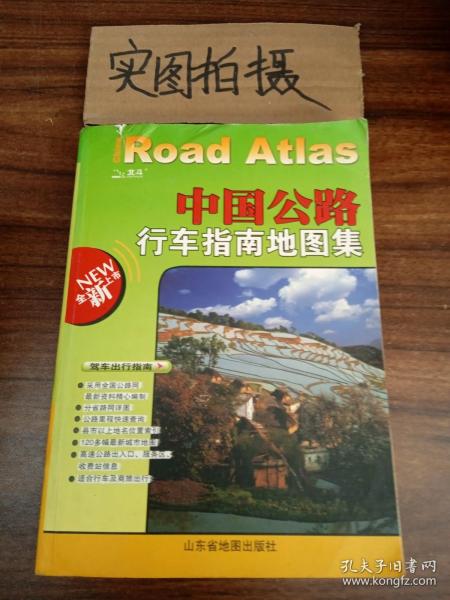 实图拍摄
China Road Atlas
北斗
中国公路
行车指南地图集
NEW
全新上市
驾车出行指南
采用全国公路网
最新资料精心编制
分省路网详图
公路里程快速查询
县市以上地名位置索引
120多幅最新城市地图
高速公路出入口、服务区、
收费站信息
适合行车及商旅出行
山东省地图出版社
孔夫子旧书网
www.kongfz.com